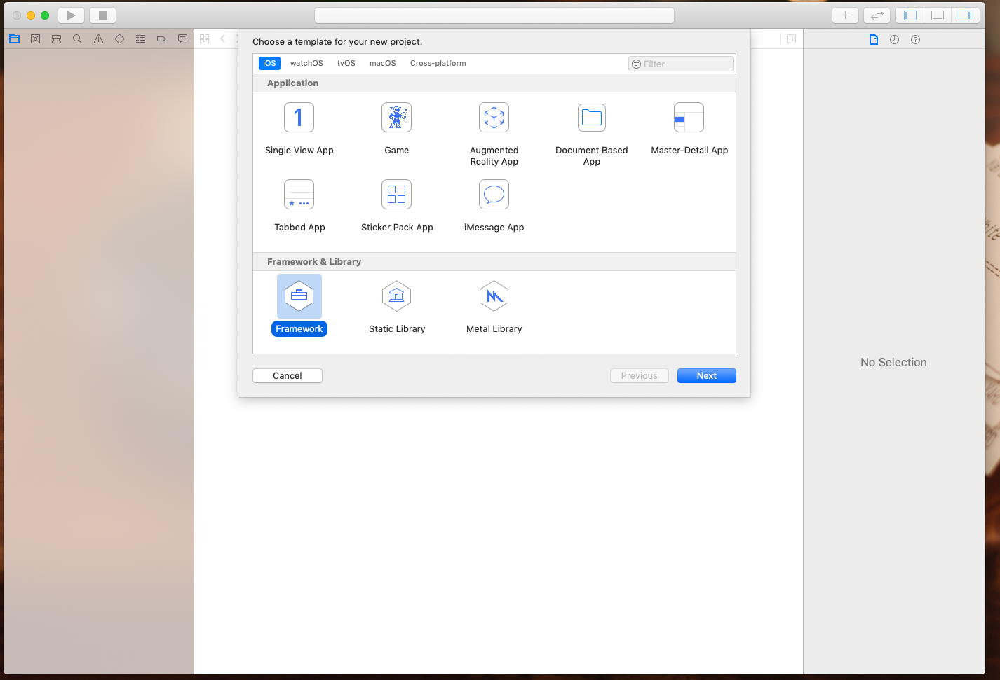 Choose a template for your new project:
iOS watchOS tvOS macOS Cross-platform Filter
Application
1
Single View App Game Augmented Reality App Document Based App Master-Detail App
Tabbed App Sticker Pack App iMessage App
Framework & Library
Framework Static Library Metal Library
Cancel Previous Next
No Selection